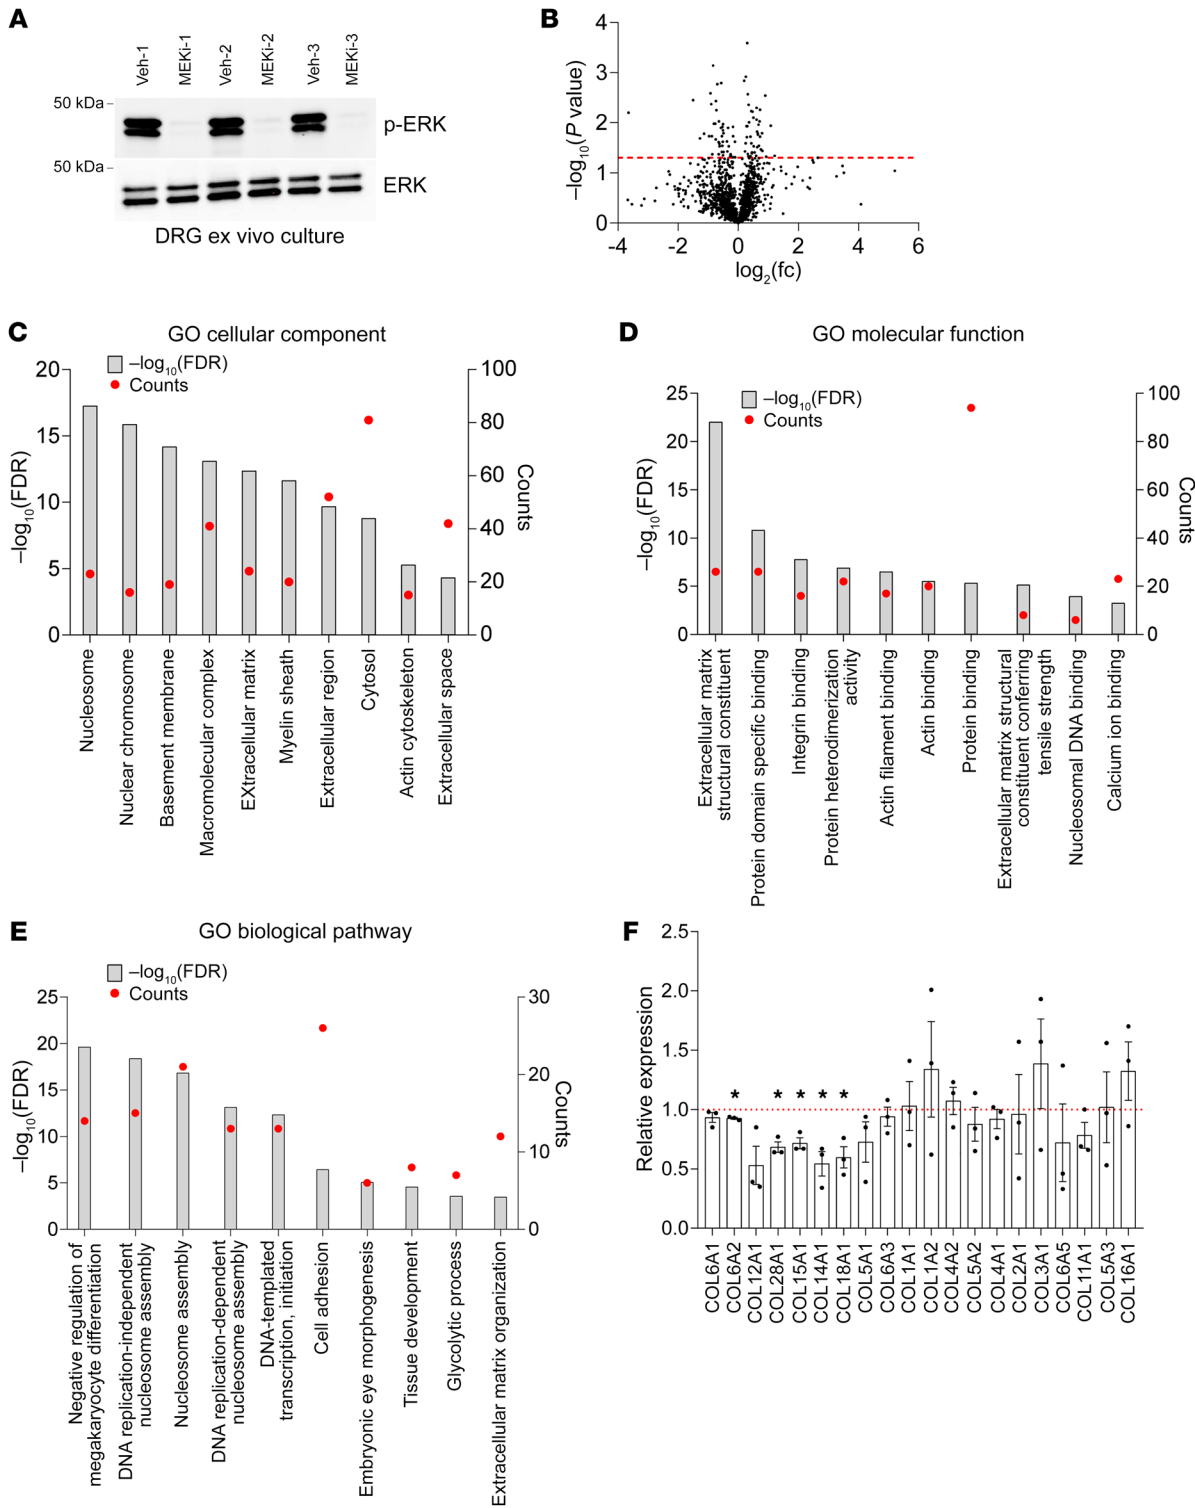 A
Veh-1
MEKi-1
Veh-2
MEKi-2
Veh-3
MEKi-3
50 kDa
p-ERK
50 kDa
ERK
DRG ex vivo culture
B
–log10(P value)
4
3
2
1
0
-4
-2
0
2
4
6
log2(fc)
C
GO cellular component
–log10(FDR)
Counts
–log10(FDR)
20
15
10
5
0
100
80
60
40
20
0
Counts
Nucleosome
Nuclear chromosome
Basement membrane
Macromolecular complex
EXtracellular matrix
Myelin sheath
Extracellular region
Cytosol
Actin cytoskeleton
Extracellular space
D
GO molecular function
–log10(FDR)
Counts
–log10(FDR)
25
20
15
10
5
0
100
80
60
40
20
0
Counts
Extracellular matrix
structural constituent
Protein domain specific binding
Integrin binding
Protein heterodimerization
activity
Actin filament binding
Actin binding
Protein binding
Extracellular matrix structural
constituent conferring
tensile strength
Nucleosomal DNA binding
Calcium ion binding
E
GO biological pathway
–log10(FDR)
Counts
–log10(FDR)
25
20
15
10
5
0
30
20
10
0
Counts
Negative regulation of
megakaryocyte differentiation
DNA replication-independent
nucleosome assembly
Nucleosome assembly
DNA replication-dependent
nucleosome assembly
DNA-templated
transcription, initiation
Cell adhesion
Embryonic eye morphogenesis
Tissue development
Glycolytic process
Extracellular matrix organization
F
Relative expression
2.5
2.0
1.5
1.0
0.5
0.0
* * * * *
COL6A1
COL6A2
COL12A1
COL28A1
COL15A1
COL14A1
COL18A1
COL5A1
COL6A3
COL1A1
COL1A2
COL4A2
COL5A2
COL4A1
COL2A1
COL3A1
COL6A5
COL11A1
COL5A3
COL16A1